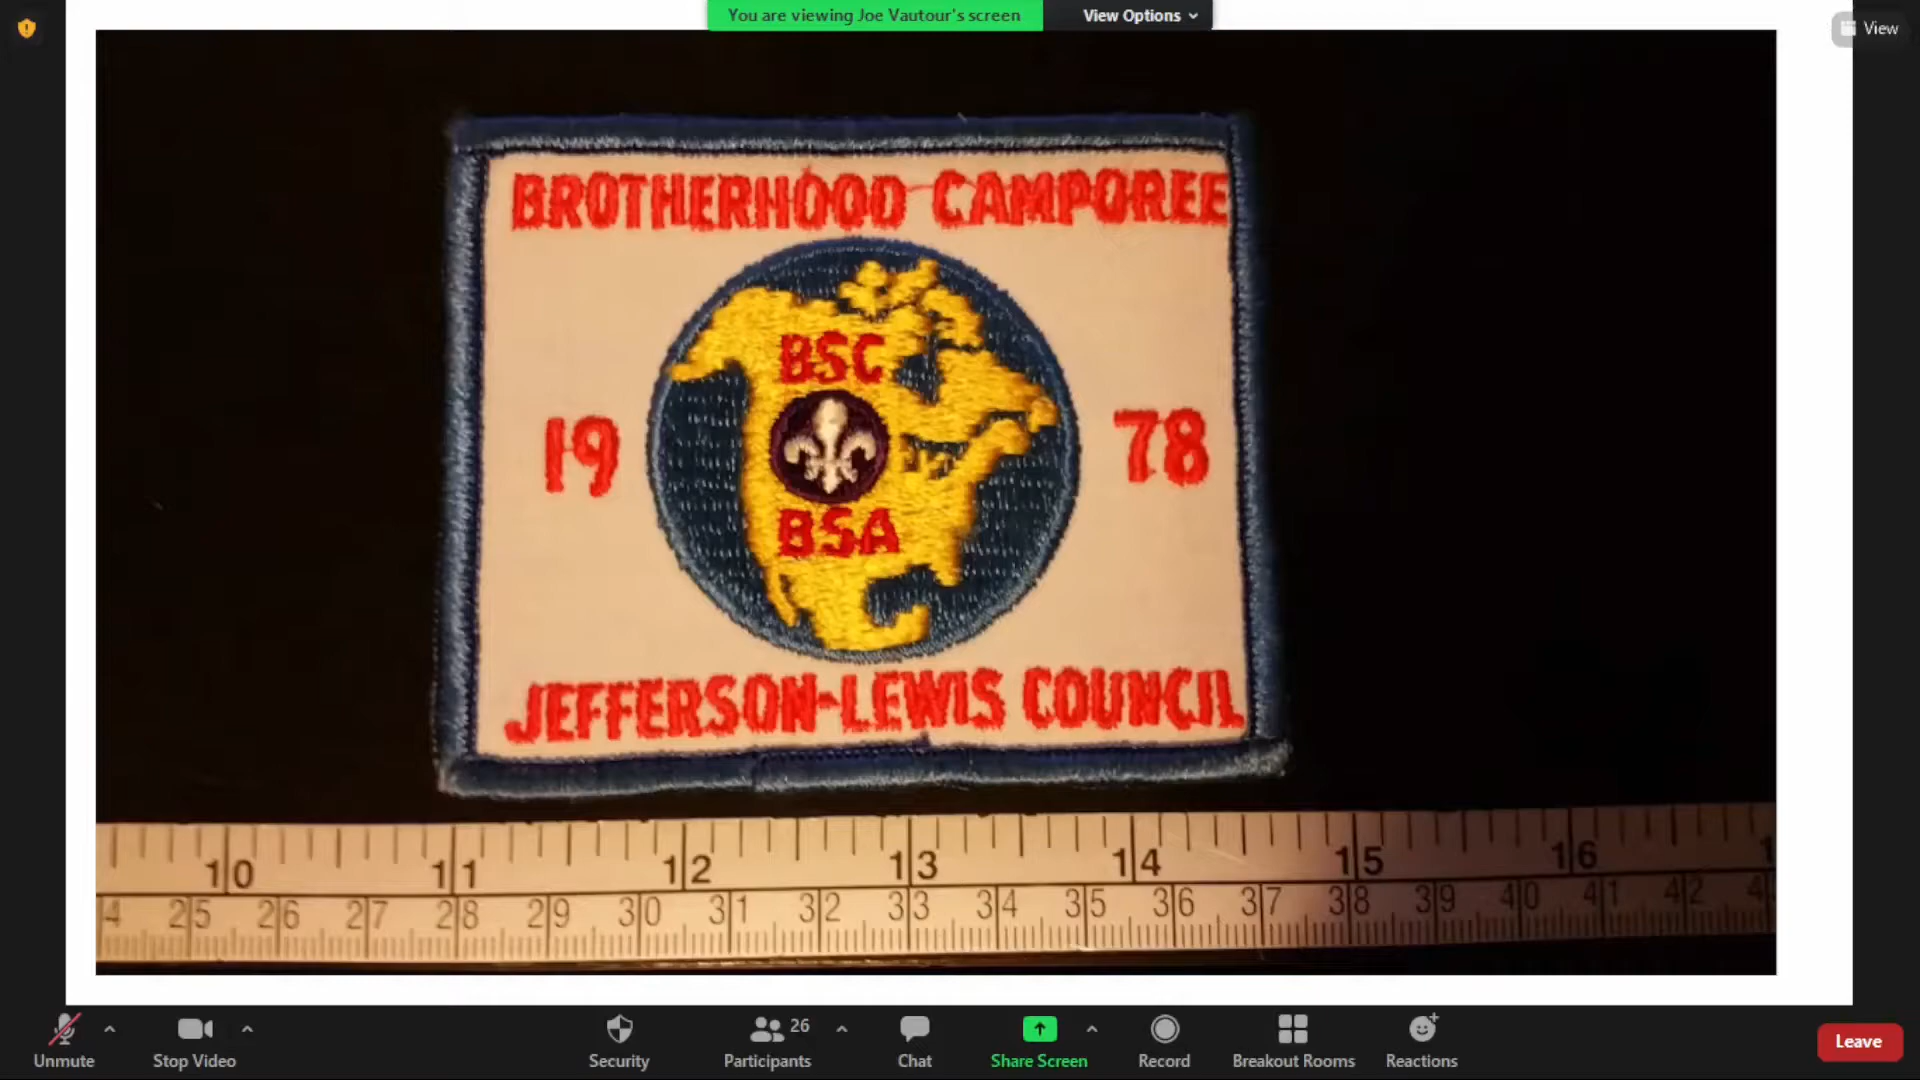 You are viewing Joe Vautour's screen
View Options
View
BROTHERHOOD CAMPOREE
BSC
19 78
BSA
JEFFERSON-LEWIS COUNCIL
10 11 12 13 14 15 16
25 26 27 28 29 30 31 32 33 34 35 36 37 38 39 40 41 42
Unmute
Stop Video
Security
26
Participants
Chat
Share Screen
Record
Breakout Rooms
Reactions
Leave